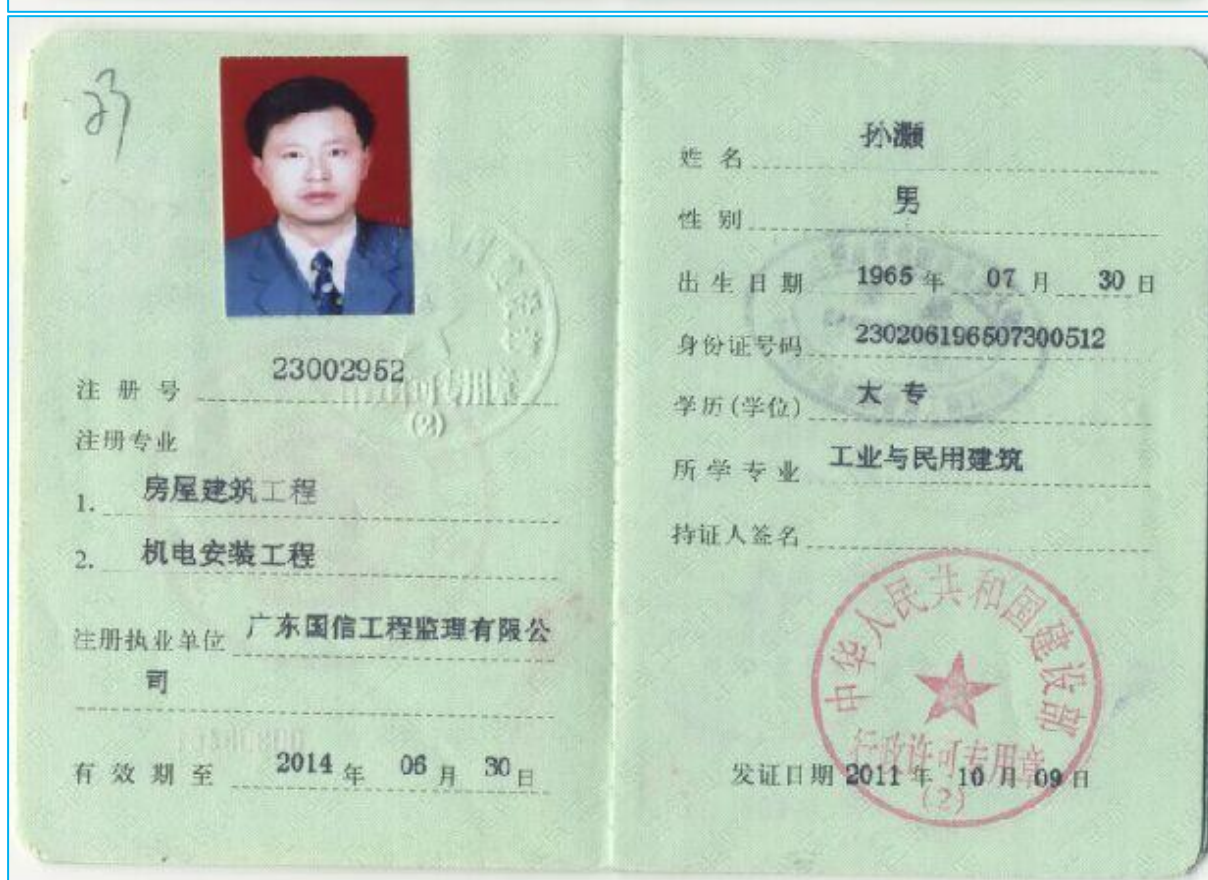 注 册 号 23002952
注册专业
1. 房屋建筑工程
2. 机电安装工程
注册执业单位 广东国信工程监理有限公
司
有 效 期 至 2014 年 06 月 30 日
姓 名 孙灏
性 别 男
出 生 日 期 1965 年 07 月 30 日
身份证号码 230206196507300512
学历(学位) 大 专
所 学 专 业 工业与民用建筑
持证人签名
中华人民共和国建设部
行政许可专用章
(2)
发证日期 2011 年 10 月 09 日